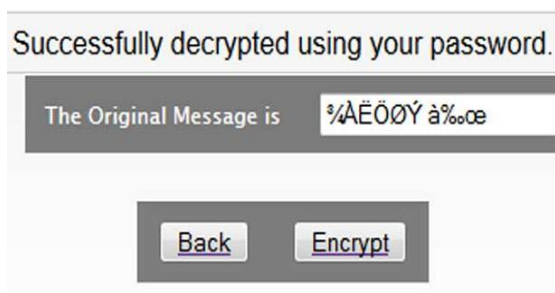 Successfully decrypted using your password.
The Original Message is ¾ÀËÖØÝ à‰œ
Back Encrypt